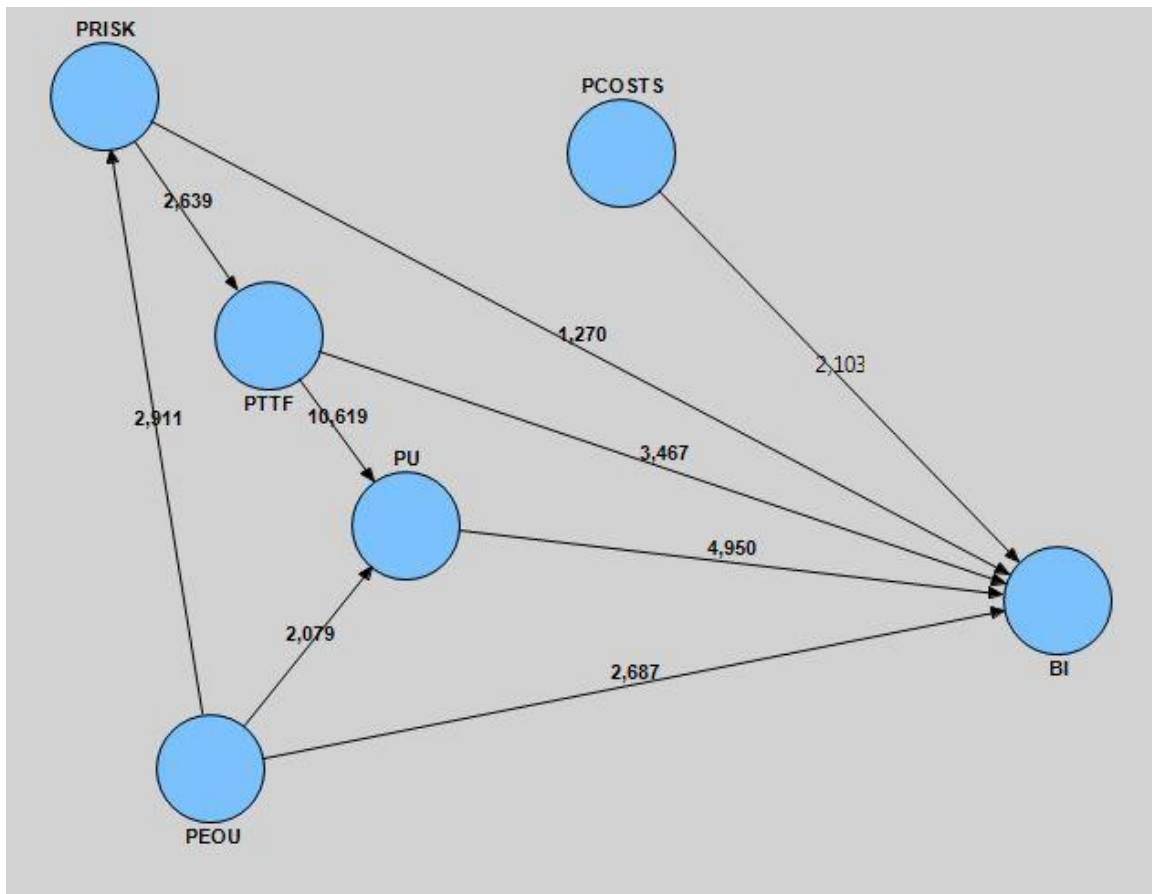 PRISK
PCOSTS
2,639
1,270
2,103
PTTF
2,911
10,619
3,467
PU
4,950
2,079
2,687
BI
PEOU